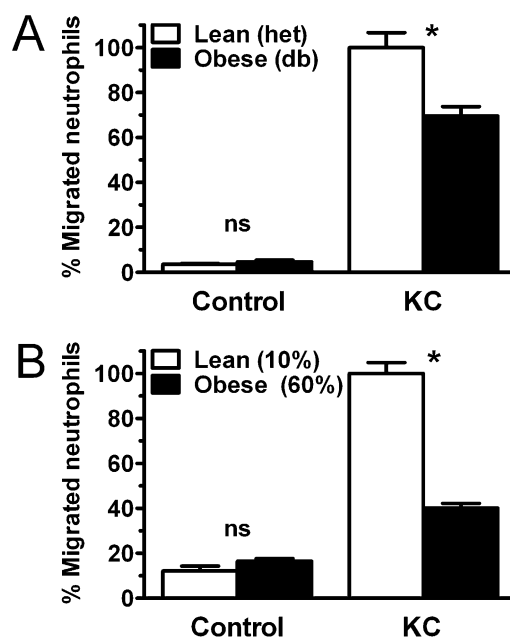 A
% Migrated neutrophils
Lean (het)
Obese (db)
100
80
60
40
20
0
ns
*
Control
KC
B
% Migrated neutrophils
Lean (10%)
Obese (60%)
100
80
60
40
20
0
ns
*
Control
KC